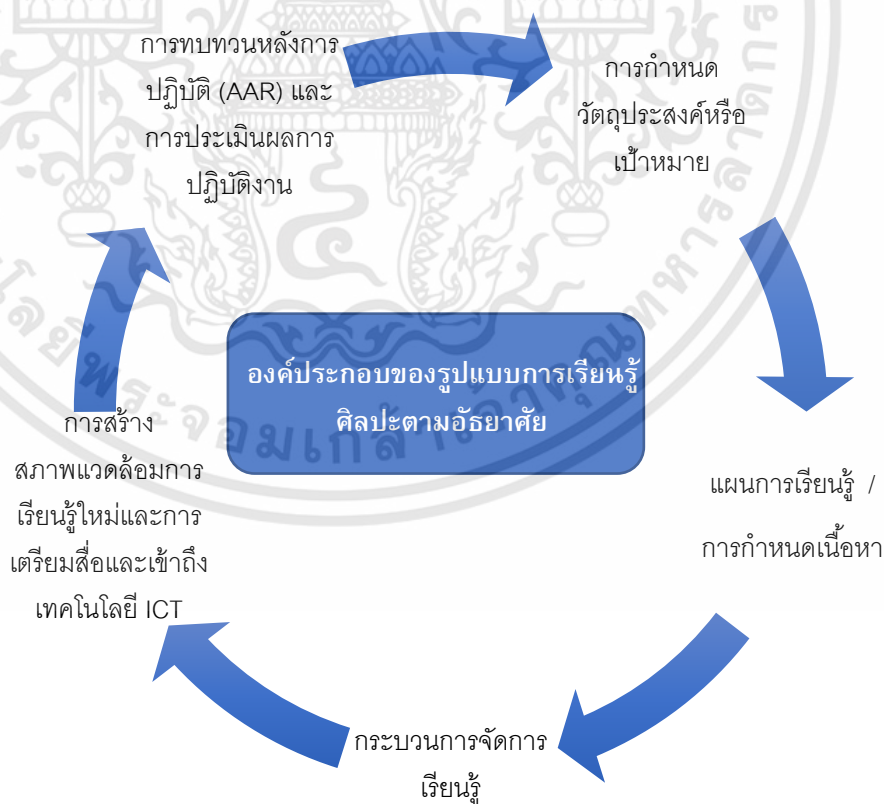 การทบทวนหลังการ
ปฏิบัติ (AAR) และ
การประเมินผลการ
ปฏิบัติงาน
การกำหนด
วัตถุประสงค์หรือ
เป้าหมาย
องค์ประกอบของรูปแบบการเรียนรู้
ศิลปะตามอัธยาศัย
แผนการเรียนรู้ /
การกำหนดเนื้อหา
กระบวนการจัดการ
เรียนรู้
การสร้าง
สภาพแวดล้อมการ
เรียนรู้ใหม่และการ
เตรียมสื่อและเข้าถึง
เทคโนโลยี ICT